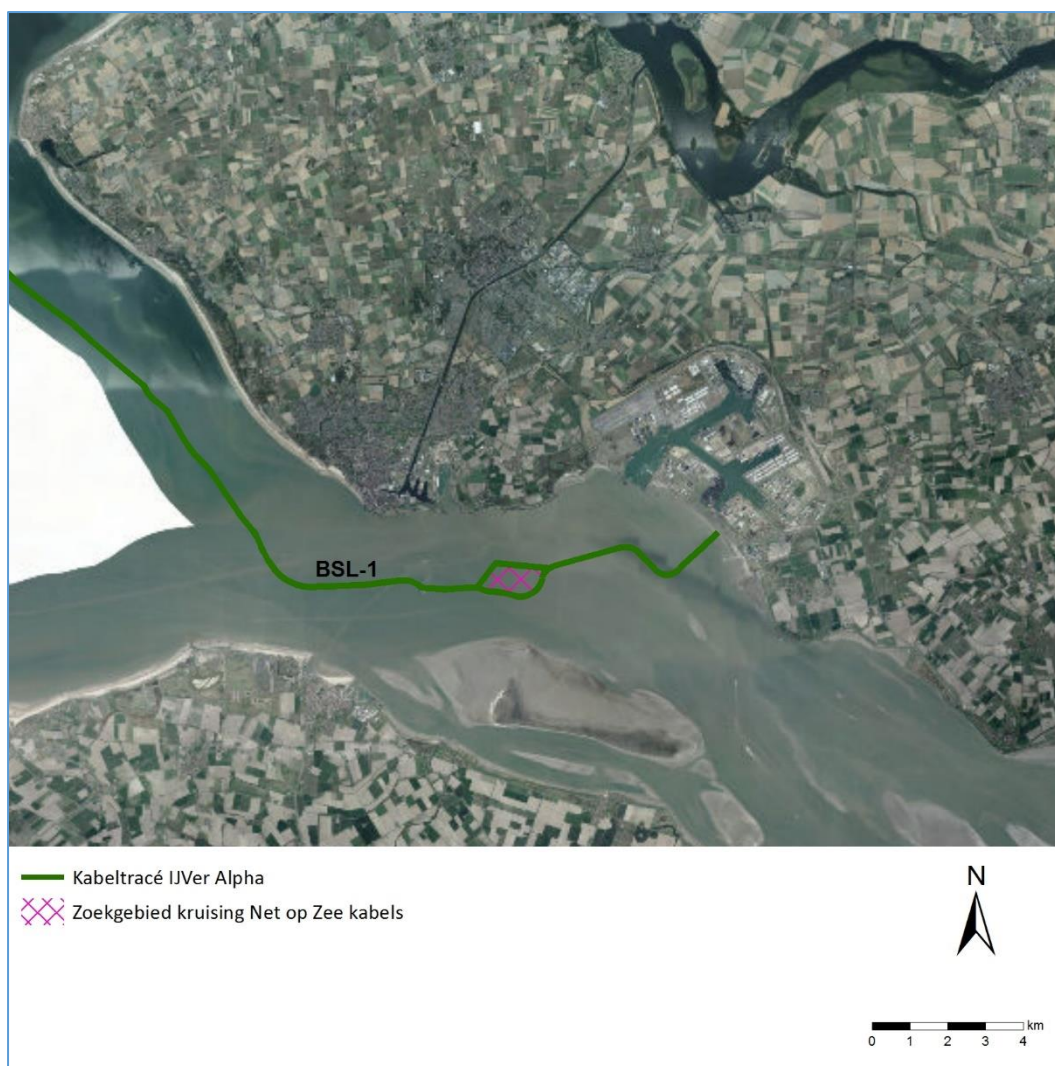 BSL-1
Kabeltracé IJVer Alpha
Zoekgebied kruising Net op Zee kabels
N
km
0 1 2 3 4